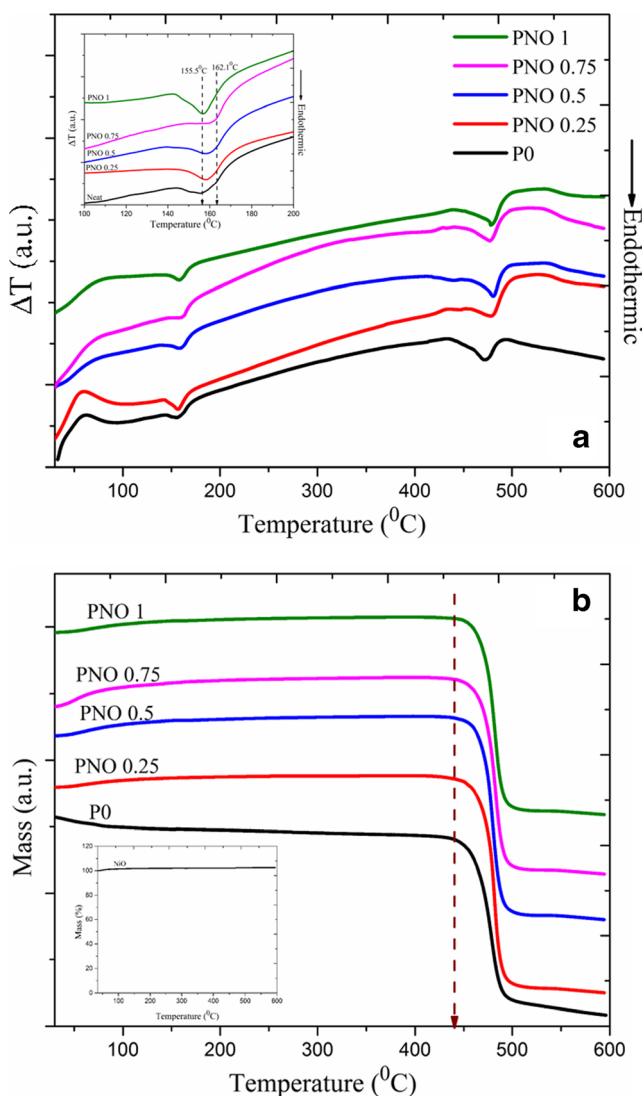 155.5⁰C
162.1⁰C
PNO 1
PNO 0.75
PNO 0.5
PNO 0.25
Neat
ΔT (a.u.)
Endothermic
100
120
140
160
180
200
Temperature (⁰C)
PNO 1
PNO 0.75
PNO 0.5
PNO 0.25
P0
ΔT (a.u.)
Endothermic
a
100
200
300
400
500
600
Temperature (⁰C)
b
PNO 1
PNO 0.75
PNO 0.5
PNO 0.25
P0
Mass (a.u.)
NiO
120
100
80
60
40
20
0
Mass (%)
100
200
300
400
500
600
Temperature (⁰C)
100
200
300
400
500
600
Temperature (⁰C)